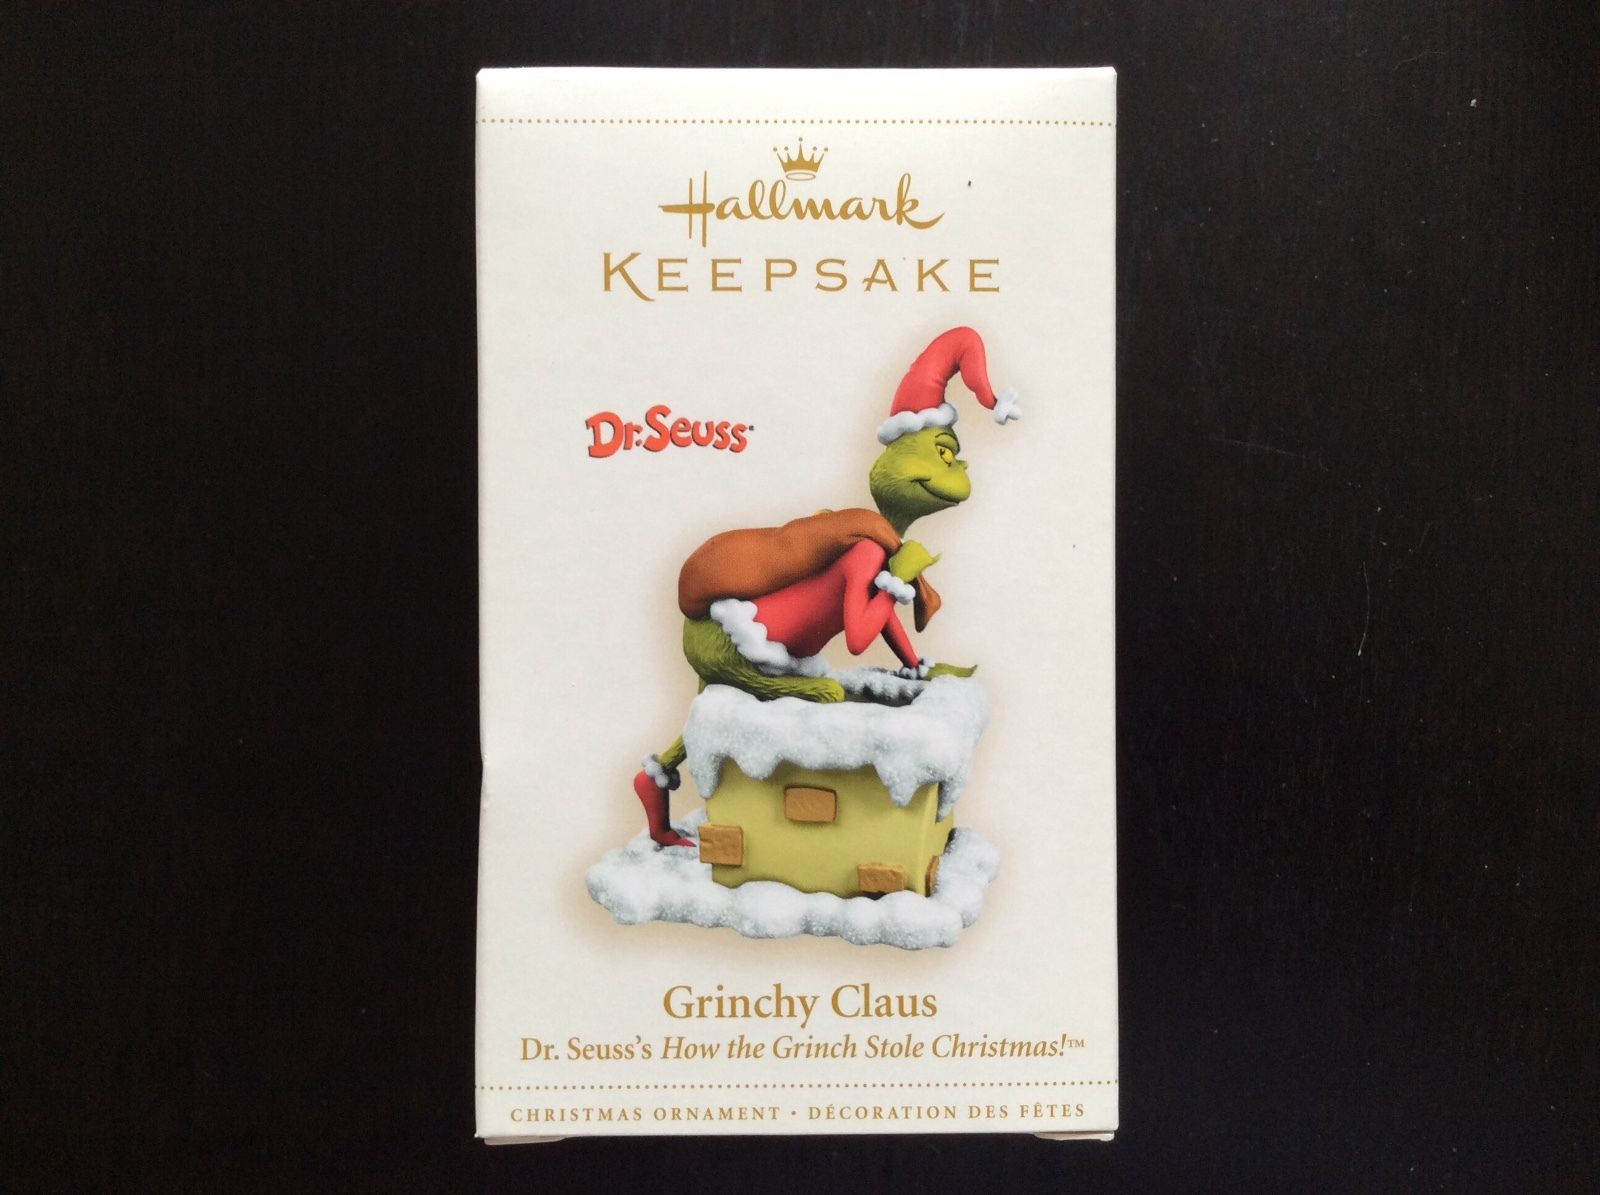 Hallmark
KEEPSAKE
Dr. Seuss
Grinchy Claus
Dr. Seuss's How the Grinch Stole Christmas!™
CHRISTMAS ORNAMENT • DÉCORATION DES FÊTES